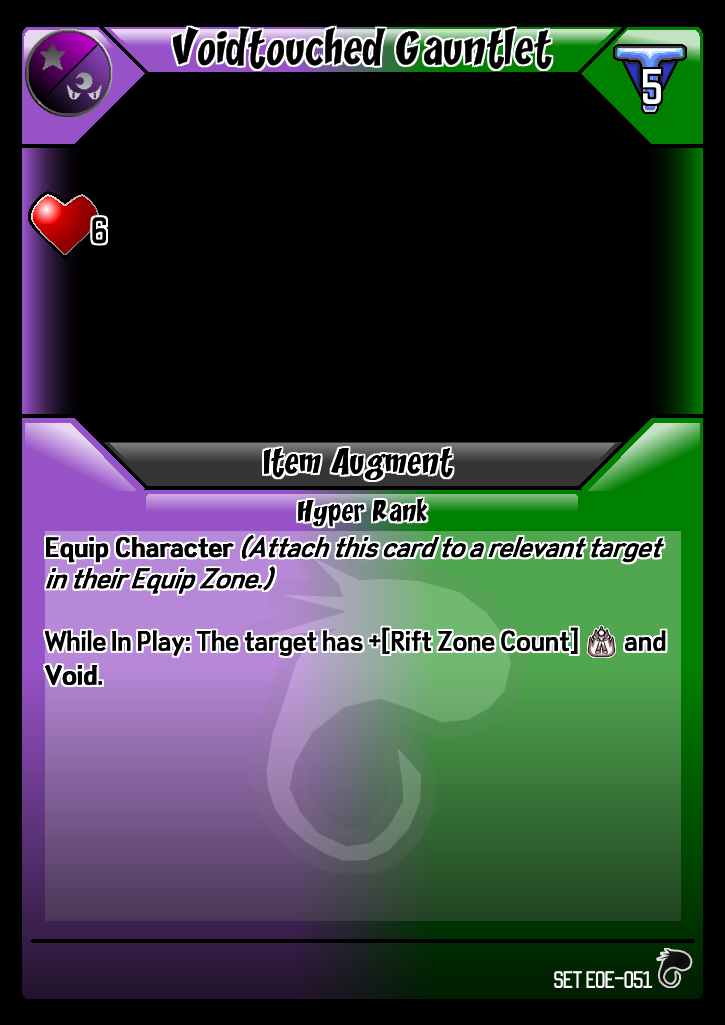 Voidtouched Gauntlet
5
6
Item Augment
Hyper Rank
Equip Character (Attach this card to a relevant target
in their Equip Zone.)
While In Play: The target has +[Rift Zone Count] and
Void.
SET EOE-051